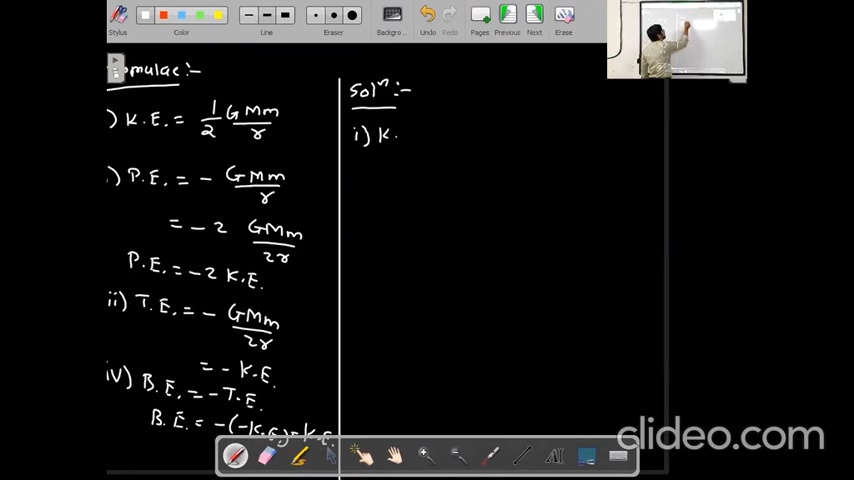 Stylus
Color
Line
Eraser
Backgro...
Undo
Redo
Pages
Previous
Next
Erase
ormulae:-
) K.E. = 1/2 GMm/r
) P.E. = - GMm/r
= - 2 GMm/2r
P.E. = -2 K.E.
ii) T.E. = - GMm/2r
= - K.E.
iv) B.E. = - T.E.
B.E. = -(-K.E.) = K.E.
Solⁿ:-
i) K.
clideo.com